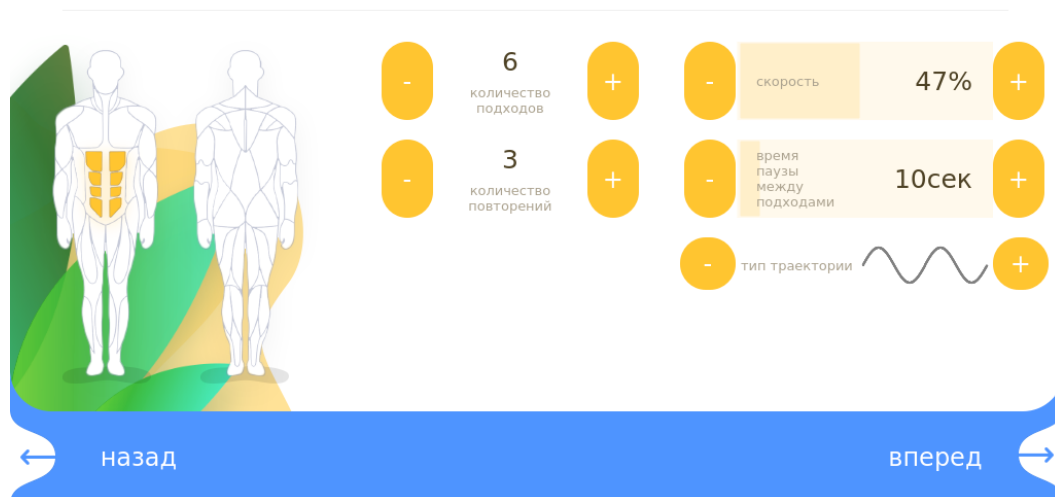 -
6
количество
подходов
+
-
3
количество
повторений
+
-
скорость
47%
+
-
время
паузы
между
подходами
10сек
+
-
тип траектории
+
назад
вперед